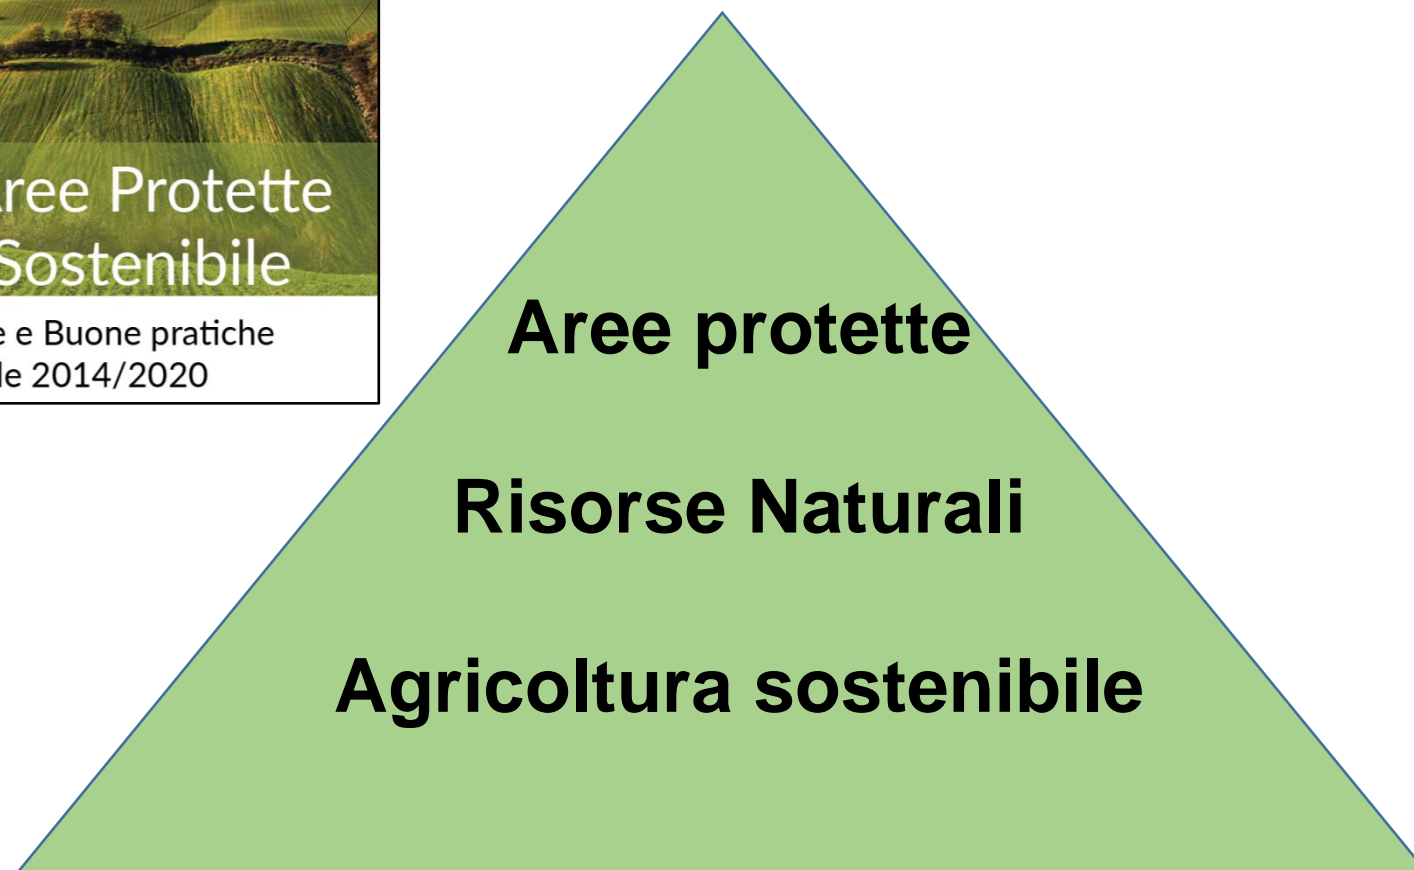 ree Protette
Sostenibile
e e Buone pratiche
le 2014/2020
Aree protette
Risorse Naturali
Agricoltura sostenibile